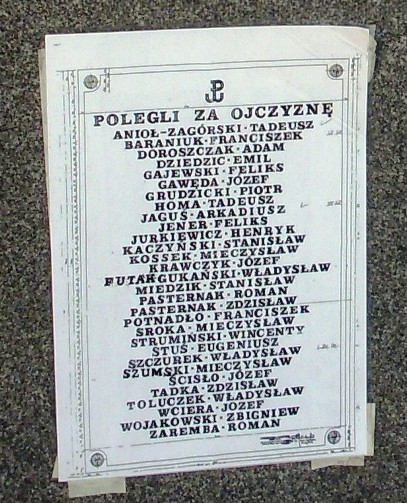 POLEGLI ZA OJCZYZNĘ
ANIOŁ-ZAGÓRSKI·TADEUSZ
BARANIUK·FRANCISZEK
DOROSZCZAK·ADAM
DZIEDZIC·EMIL
GAJEWSKI·FELIKS
GAWĘDA·JÓZEF
GRUDZICKI·PIOTR
HOMA·TADEUSZ
JAGUS·ARKADIUSZ
JENER·FELIKS
JURKIEWICZ·HENRYK
KACZYŃSKI·STANISŁAW
KOSSEK·MIECZYSŁAW
KRAWCZYK·JÓZEF
ŁUKAŃSKI·WŁADYSŁAW
MIEDZIK·STANISŁAW
PASTERNAK·ROMAN
PASTERNAK·ZDZISŁAW
POTNADŁO·FRANCISZEK
SROKA·MIECZYSŁAW
STRUMIŃSKI·WINCENTY
STUS·EUGENIUSZ
SZCZUREK·WŁADYSŁAW
SZUMSKI·MIECZYSŁAW
ŚCISŁO·JÓZEF
TADKA·ZDZISŁAW
TOLUCZEK·WŁADYSŁAW
WCIERA·JÓZEF
WOJAKOWSKI·ZBIGNIEW
ZAREMBA·ROMAN